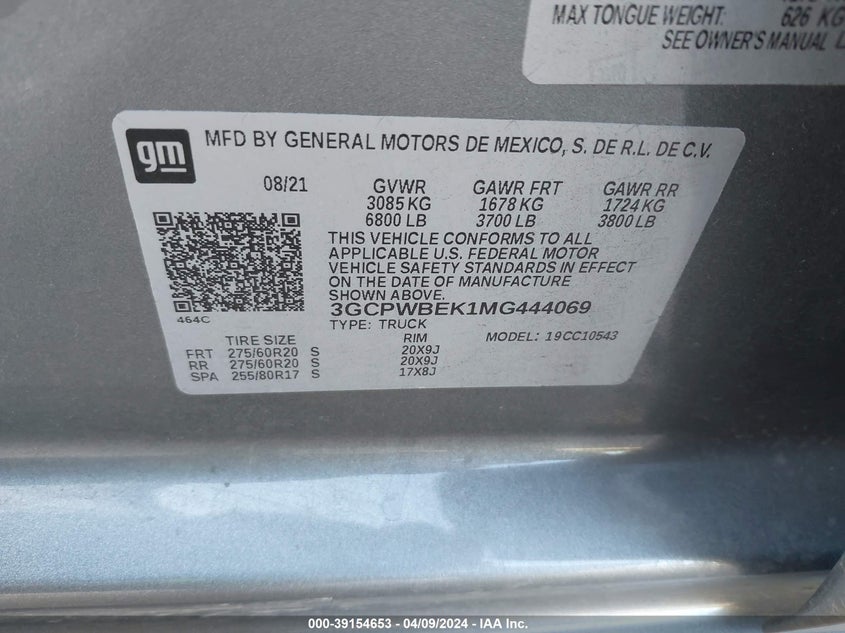 MAX TONGUE WEIGHT: 626 KG
SEE OWNER'S MANUAL
gm
MFD BY GENERAL MOTORS DE MEXICO, S. DE R.L. DE C.V.
08/21 GVWR GAWR FRT GAWR RR
3085 KG 1678 KG 1724 KG
6800 LB 3700 LB 3800 LB
THIS VEHICLE CONFORMS TO ALL
APPLICABLE U.S. FEDERAL MOTOR
VEHICLE SAFETY STANDARDS IN EFFECT
ON THE DATE OF MANUFACTURE
SHOWN ABOVE.
3GCPWBEK1MG444069
464C
TYPE: TRUCK
TIRE SIZE RIM MODEL: 19CC10543
FRT 275/60R20 S 20X9J
RR 275/60R20 S 20X9J
SPA 255/80R17 S 17X8J
000-39154653 / 04/09/2024 - IAA Inc.